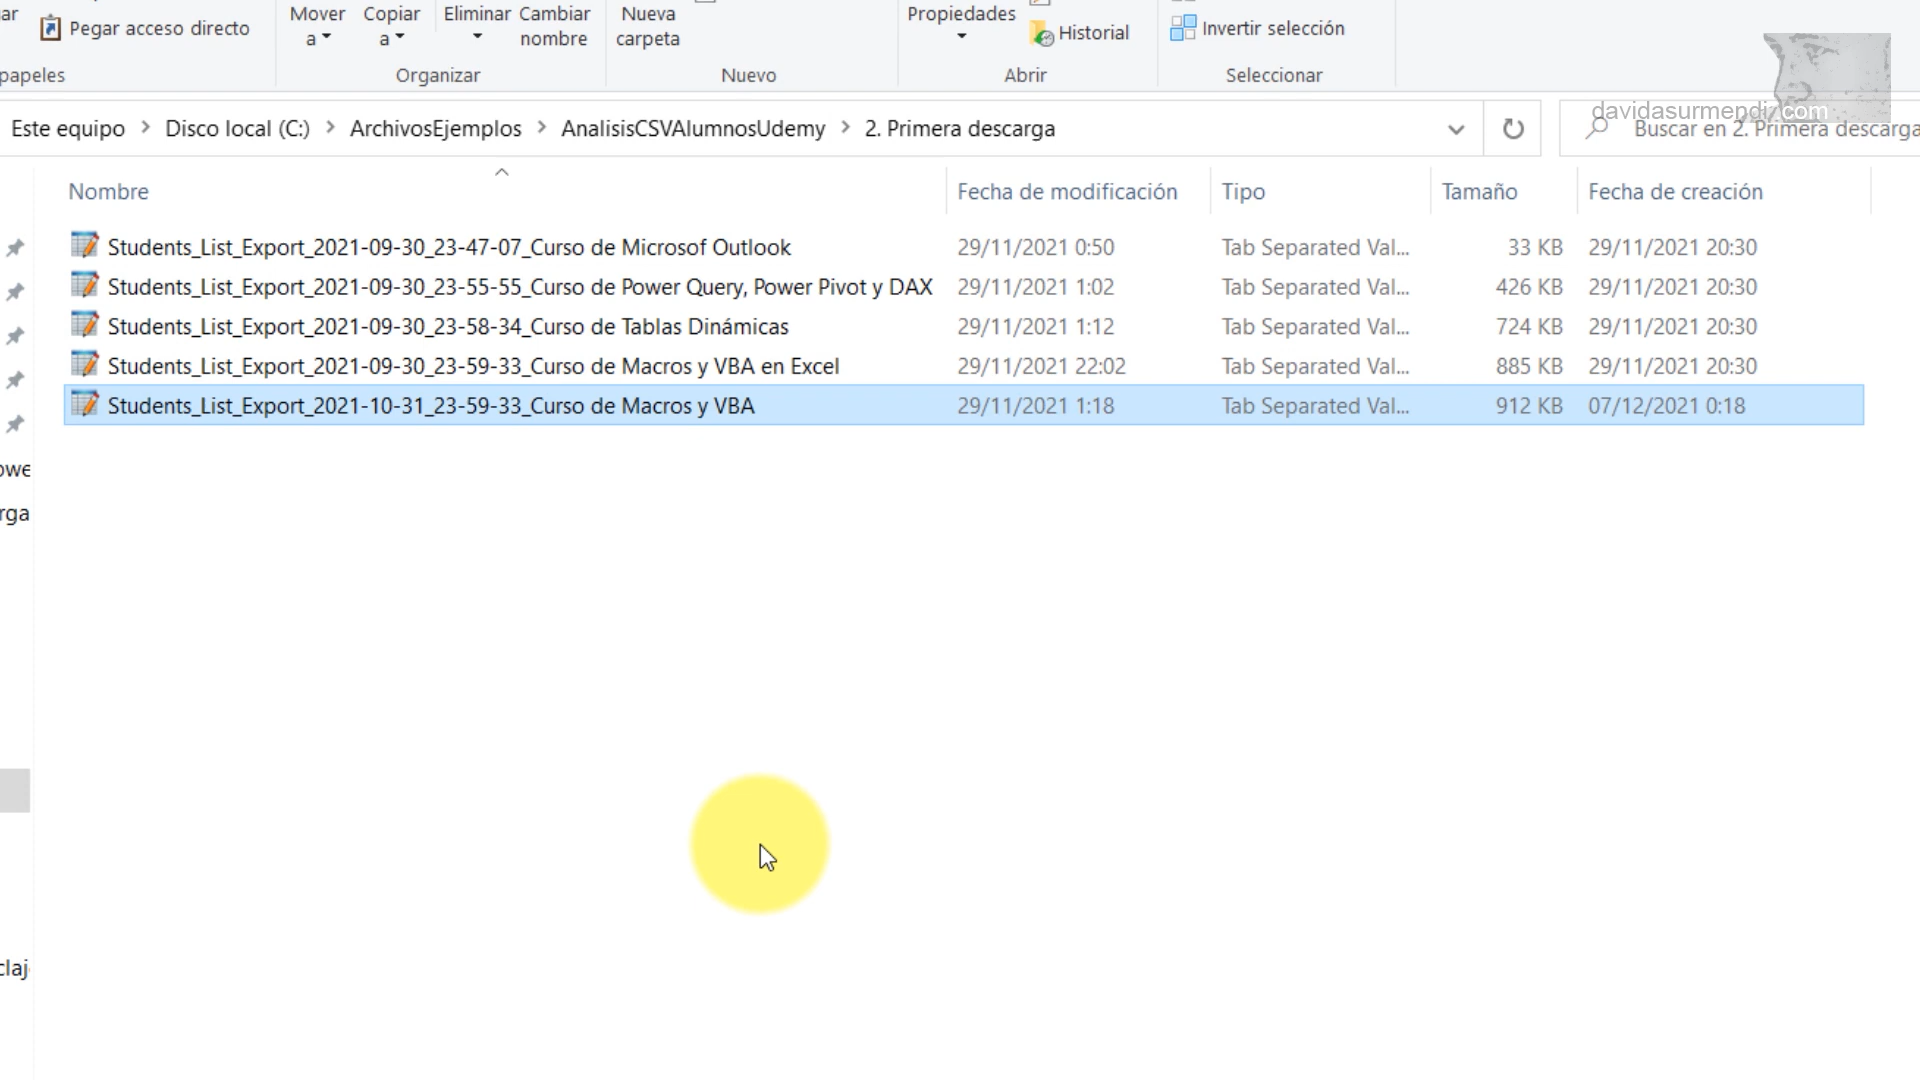 Pegar acceso directo
papeles
Mover a
Copiar a
Eliminar
Cambiar nombre
Organizar
Nueva carpeta
Nuevo
Propiedades
Historial
Abrir
Invertir selección
Seleccionar
davidasurmendi.com
Este equipo > Disco local (C:) > ArchivosEjemplos > AnalisisCSVAlumnosUdemy > 2. Primera descarga
Buscar en 2. Primera descarga
Nombre Fecha de modificación Tipo Tamaño Fecha de creación
Students_List_Export_2021-09-30_23-47-07_Curso de Microsof Outlook 29/11/2021 0:50 Tab Separated Val... 33 KB 29/11/2021 20:30
Students_List_Export_2021-09-30_23-55-55_Curso de Power Query, Power Pivot y DAX 29/11/2021 1:02 Tab Separated Val... 426 KB 29/11/2021 20:30
Students_List_Export_2021-09-30_23-58-34_Curso de Tablas Dinámicas 29/11/2021 1:12 Tab Separated Val... 724 KB 29/11/2021 20:30
Students_List_Export_2021-09-30_23-59-33_Curso de Macros y VBA en Excel 29/11/2021 22:02 Tab Separated Val... 885 KB 29/11/2021 20:30
Students_List_Export_2021-10-31_23-59-33_Curso de Macros y VBA 29/11/2021 1:18 Tab Separated Val... 912 KB 07/12/2021 0:18
owe
rga
claj